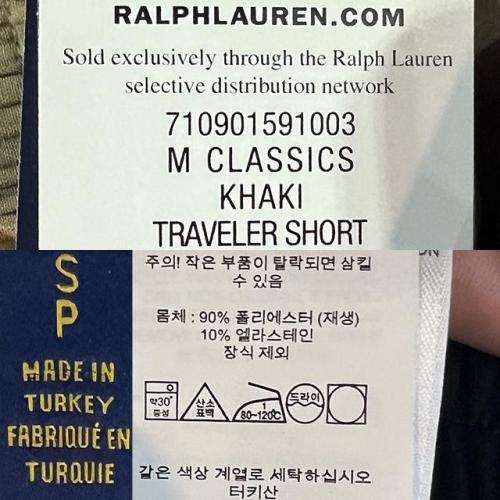 RALPHLAUREN.COM
Sold exclusively through the Ralph Lauren
selective distribution network
710901591003
M CLASSICS
KHAKI
TRAVELER SHORT
S
P
MADE IN
TURKEY
FABRIQUÉ EN
TURQUIE
주의! 작은 부품이 탈락되면 삼킬
수 있음
몸체 : 90% 폴리에스터 (재생)
10% 엘라스테인
장식 제외
약30°
중성
산소
표백
1
80~120℃
드라이
같은 색상 계열로 세탁하십시오
터키산